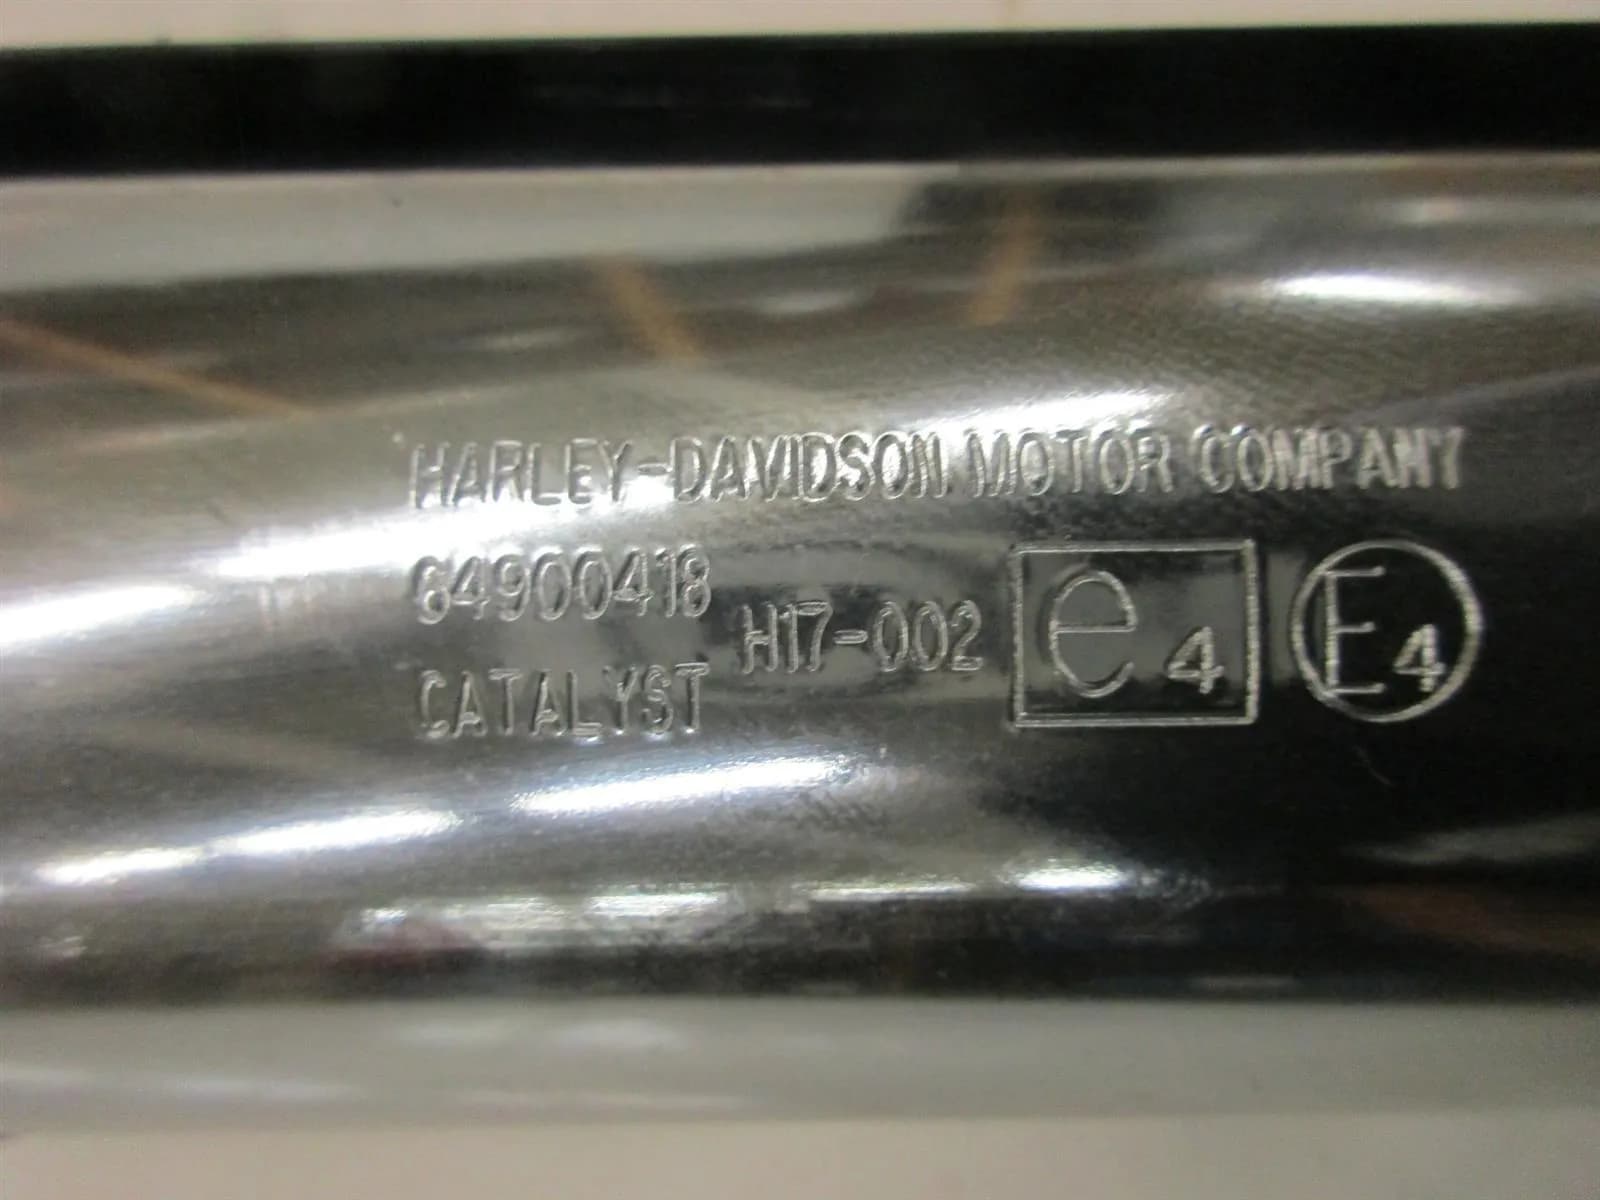 HARLEY-DAVIDSON MOTOR COMPANY
64900418
H17-002
CATALYST
e4
E4